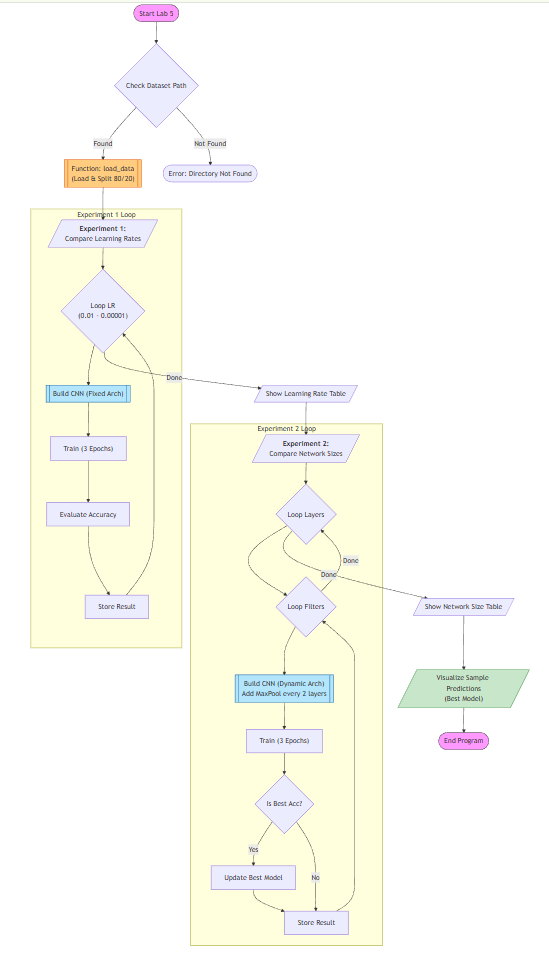 Start Lab 5
Check Dataset Path
Found
Not Found
Function: load_data
(Load & Split 80/20)
Error: Directory Not Found
Experiment 1 Loop
Experiment 1:
Compare Learning Rates
Loop LR
(0.01 - 0.00001)
Done
Build CNN (Fixed Arch)
Show Learning Rate Table
Train (3 Epochs)
Evaluate Accuracy
Store Result
Experiment 2 Loop
Experiment 2:
Compare Network Sizes
Loop Layers
Done
Done
Loop Filters
Show Network Size Table
Build CNN (Dynamic Arch)
Add MaxPool every 2 layers
Visualize Sample
Predictions
(Best Model)
Train (3 Epochs)
End Program
Is Best Acc?
Yes
No
Update Best Model
Store Result